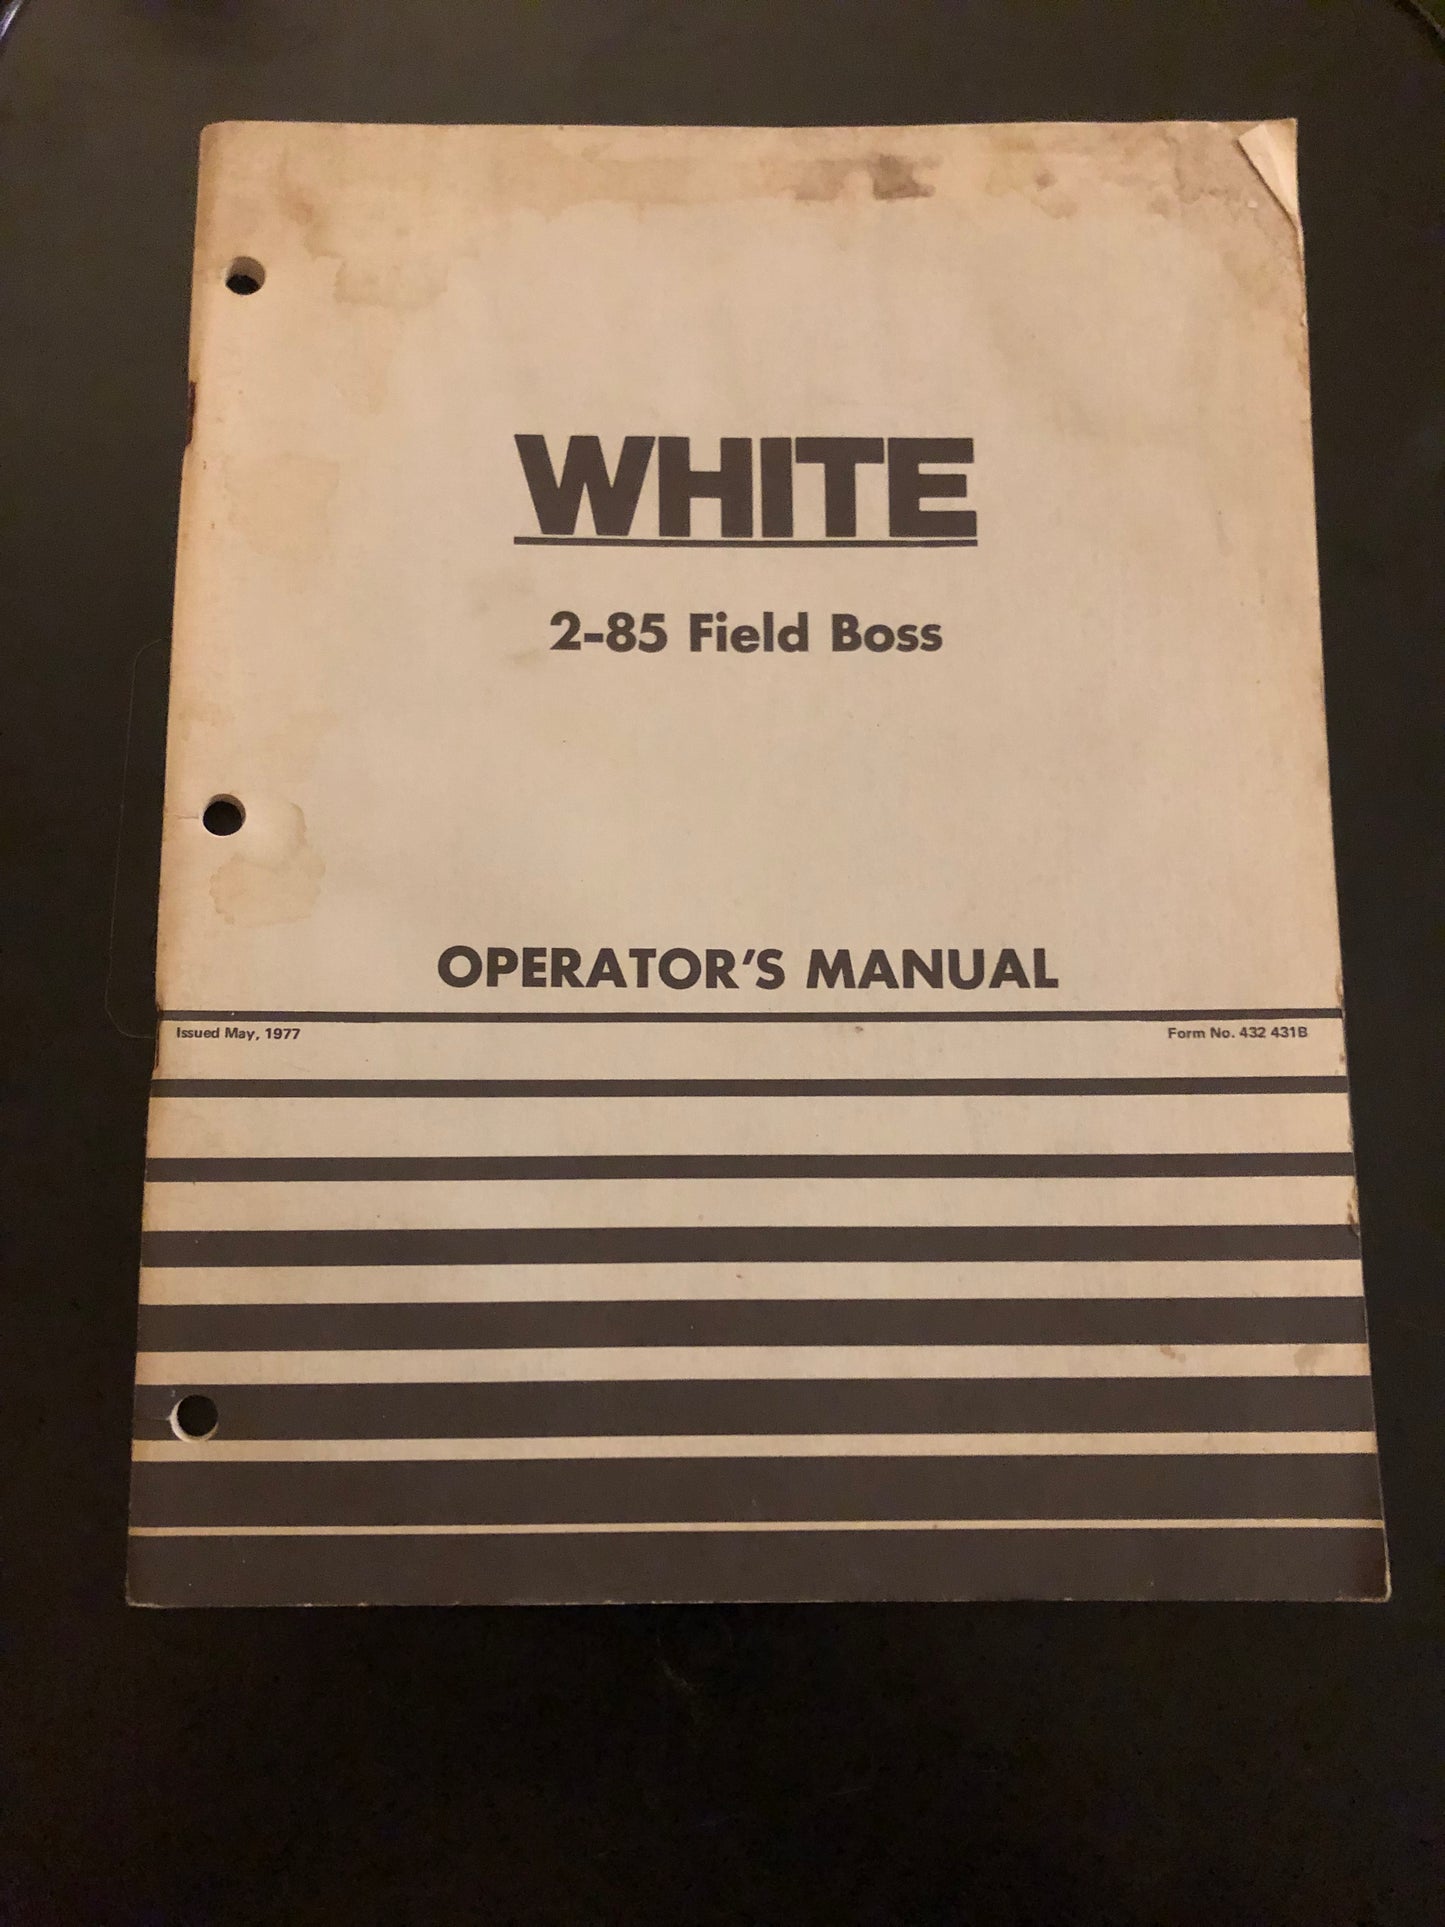 WHITE
2-85 Field Boss
OPERATOR'S MANUAL
Issued May, 1977
Form No. 432 431B